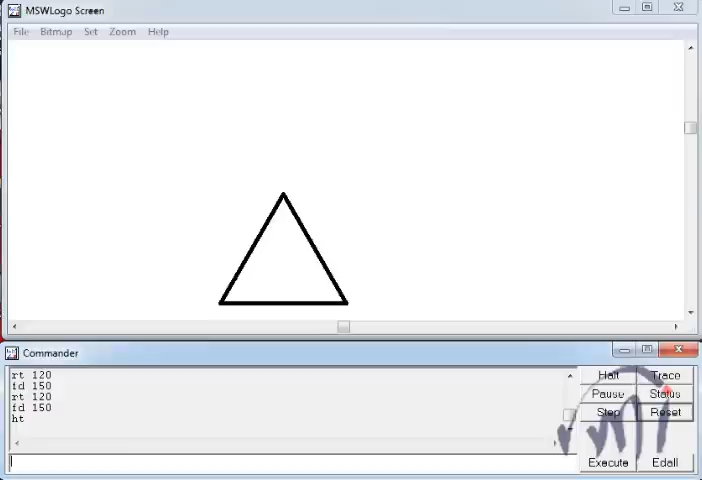 MSWLogo Screen
File Bitmap Set Zoom Help
Commander
rt 120
fd 150
rt 120
fd 150
ht
Halt Trace
Pause Status
Step Reset
Execute Edall